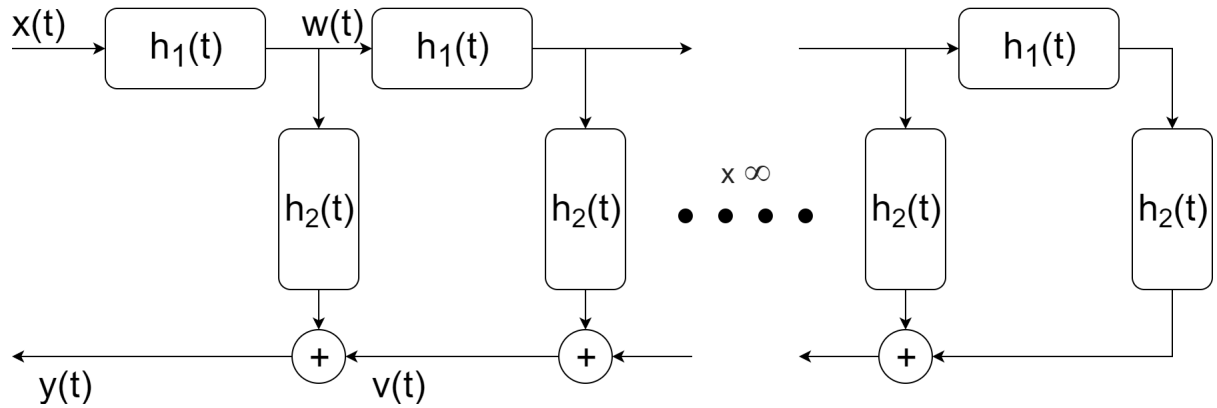 x(t)
h₁(t)
w(t)
h₁(t)
h₁(t)
h₂(t)
h₂(t)
x ∞
h₂(t)
h₂(t)
+
+
+
y(t)
v(t)